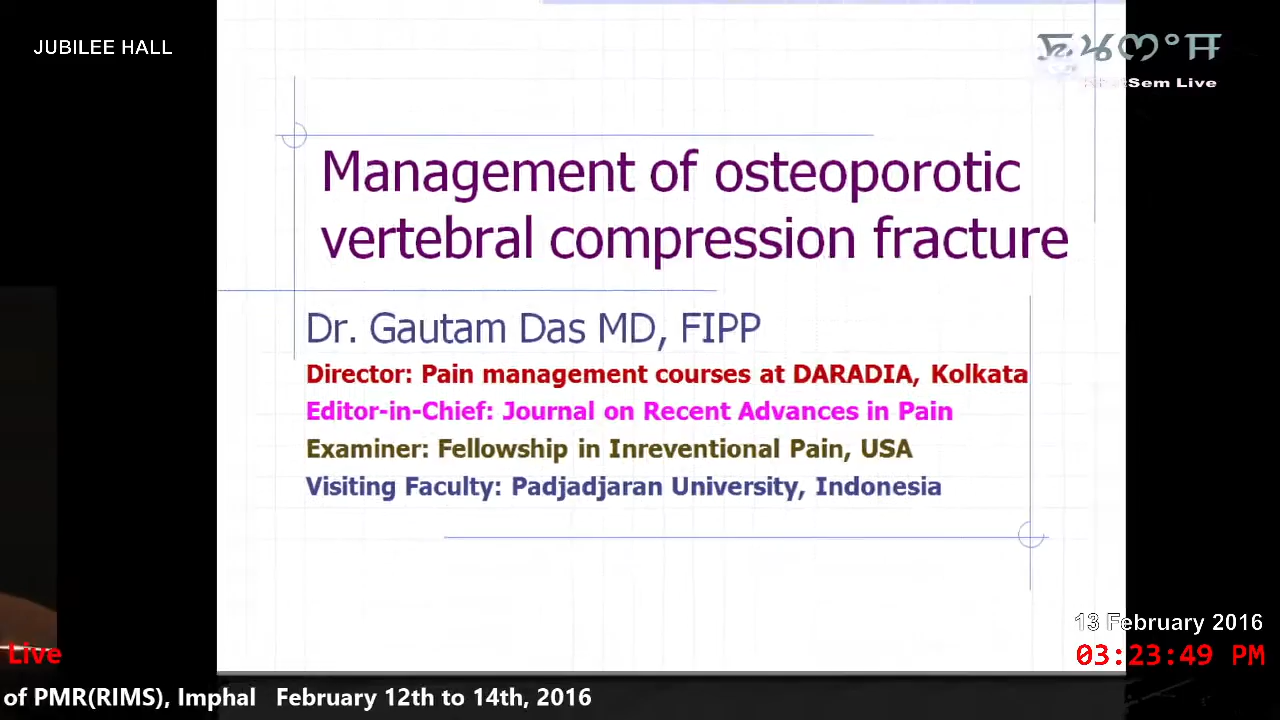 JUBILEE HALL
Sem Live
Management of osteoporotic
vertebral compression fracture
Dr. Gautam Das MD, FIPP
Director: Pain management courses at DARADIA, Kolkata
Editor-in-Chief: Journal on Recent Advances in Pain
Examiner: Fellowship in Inreventional Pain, USA
Visiting Faculty: Padjadjaran University, Indonesia
13 February 2016
03:23:49 PM
Live
of PMR(RIMS), Imphal February 12th to 14th, 2016